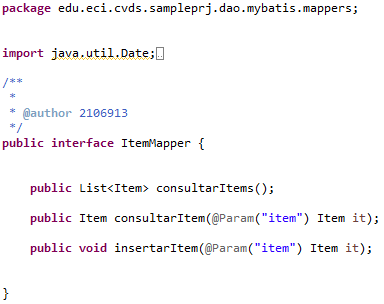 package edu.eci.cvds.sampleprj.dao.mybatis.mappers;
import java.util.Date;
/**
 *
 * @author 2106913
 */
public interface ItemMapper {
    public List<Item> consultarItems();
    public Item consultarItem(@Param("item") Item it);
    public void insertarItem(@Param("item") Item it);
}